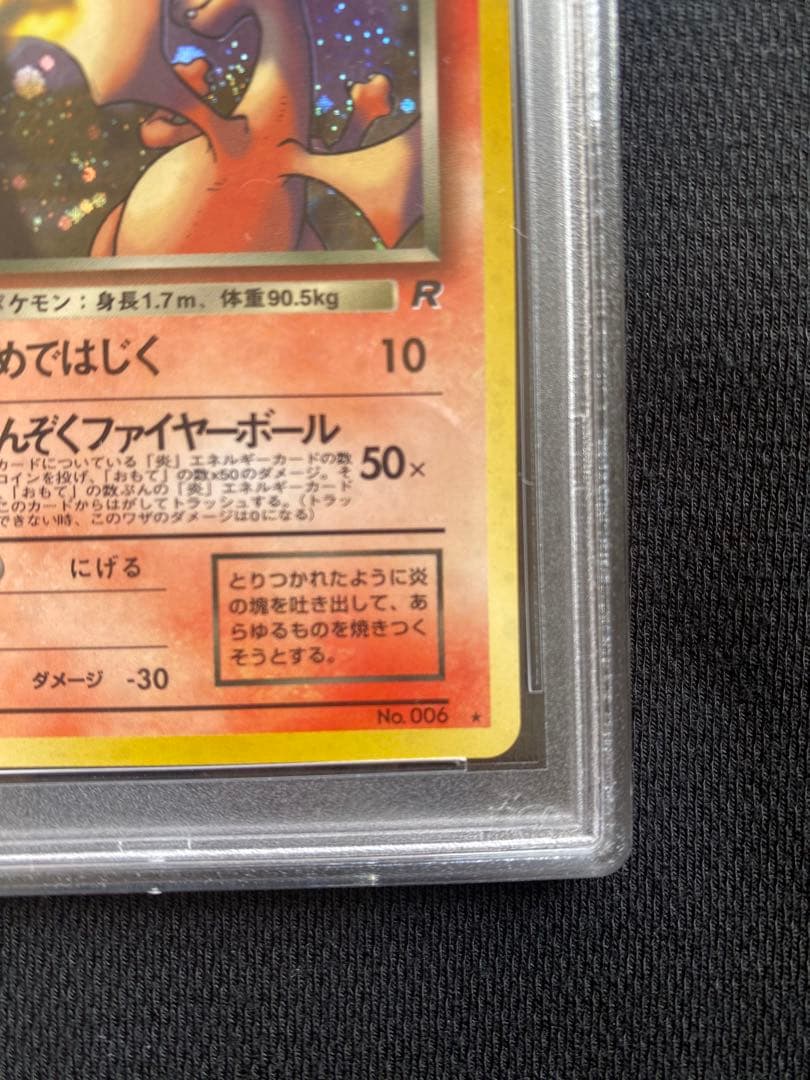 ポケモン：身長1.7m、体重90.5kg R
めではじく 10
んぞくファイヤーボール
カードについている「炎」エネルギーカードの数
コインを投げ、「おもて」の数×50のダメージ。そ 50×
、「おもて」の数ぶんの「炎」エネルギーカード
このカードからはがしてトラッシュする。（トラッ
できない時、このワザのダメージは0になる）
にげる
とりつかれたように炎
の塊を吐き出して、あ
らゆるものを焼きつく
そうとする。
ダメージ -30
No. 006 ★